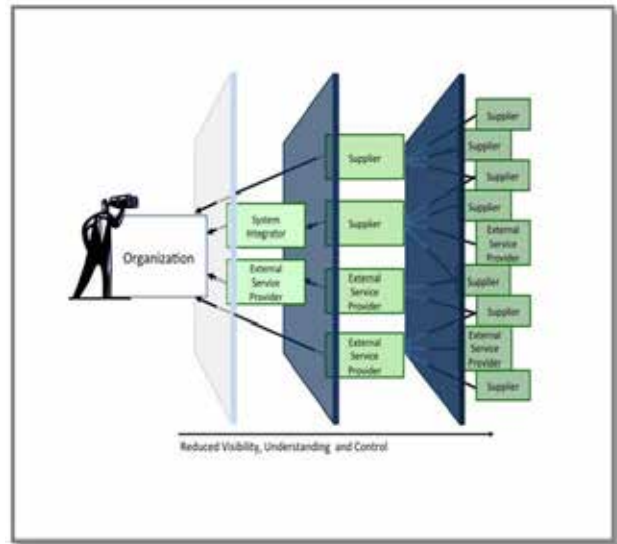 Organization
System
Integrator
External
Service
Provider
Supplier
Supplier
External
Service
Provider
External
Service
Provider
Supplier
Supplier
Supplier
Supplier
External
Service
Provider
Supplier
Supplier
External
Service
Provider
Supplier
Reduced Visibility, Understanding and Control